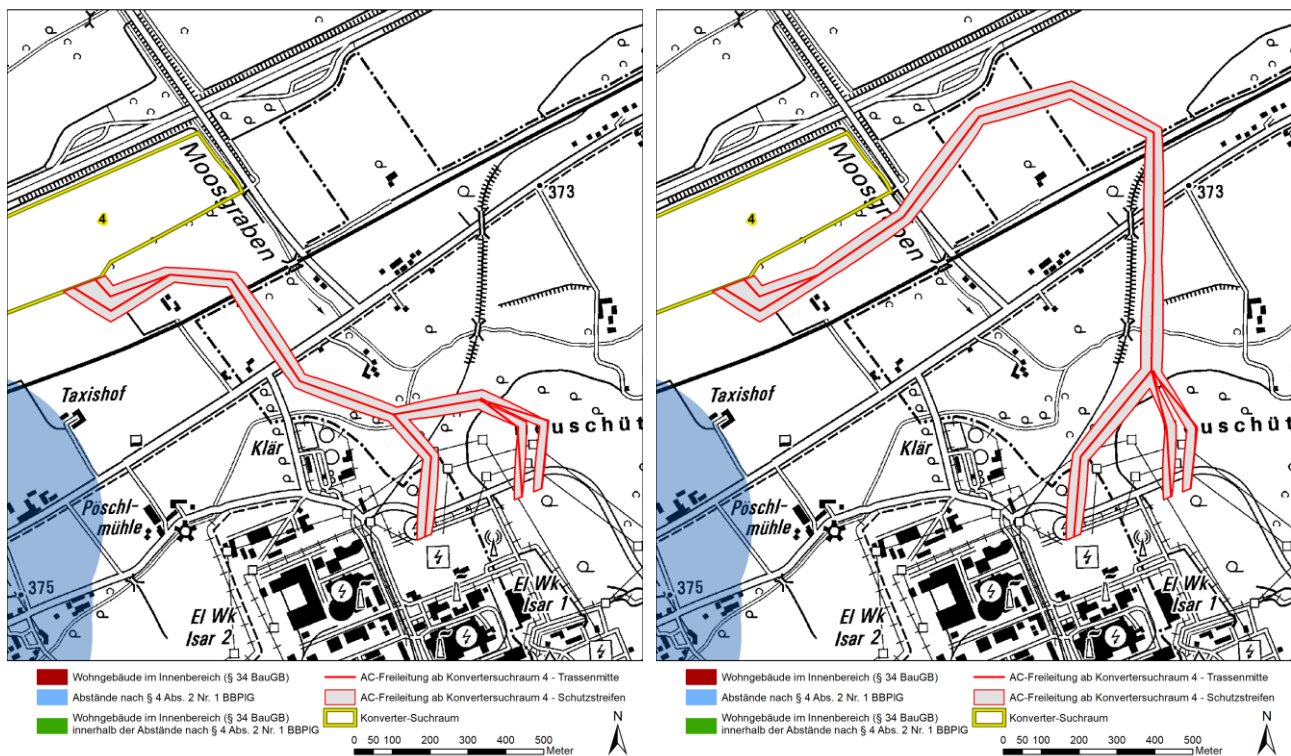 Moosgraben
4
373
Taxishof
Klär
Pöschl-
mühle
375
El Wk
Isar 2
El Wk
Isar 1
Wohngebäude im Innenbereich (§ 34 BauGB)
Abstände nach § 4 Abs. 2 Nr. 1 BBPlG
Wohngebäude im Innenbereich (§ 34 BauGB)
innerhalb der Abstände nach § 4 Abs. 2 Nr. 1 BBPlG
AC-Freileitung ab Konvertersuchraum 4 - Trassenmitte
AC-Freileitung ab Konvertersuchraum 4 - Schutzstreifen
Konverter-Suchraum
N
0 50 100 200 300 400 500
Meter
Moosgraben
4
373
Taxishof
Klär
uschüt
Pöschl-
mühle
375
El Wk
Isar 2
El Wk
Isar 1
Wohngebäude im Innenbereich (§ 34 BauGB)
Abstände nach § 4 Abs. 2 Nr. 1 BBPlG
Wohngebäude im Innenbereich (§ 34 BauGB)
innerhalb der Abstände nach § 4 Abs. 2 Nr. 1 BBPlG
AC-Freileitung ab Konvertersuchraum 4 - Trassenmitte
AC-Freileitung ab Konvertersuchraum 4 - Schutzstreifen
Konverter-Suchraum
N
0 50 100 200 300 400 500
Meter